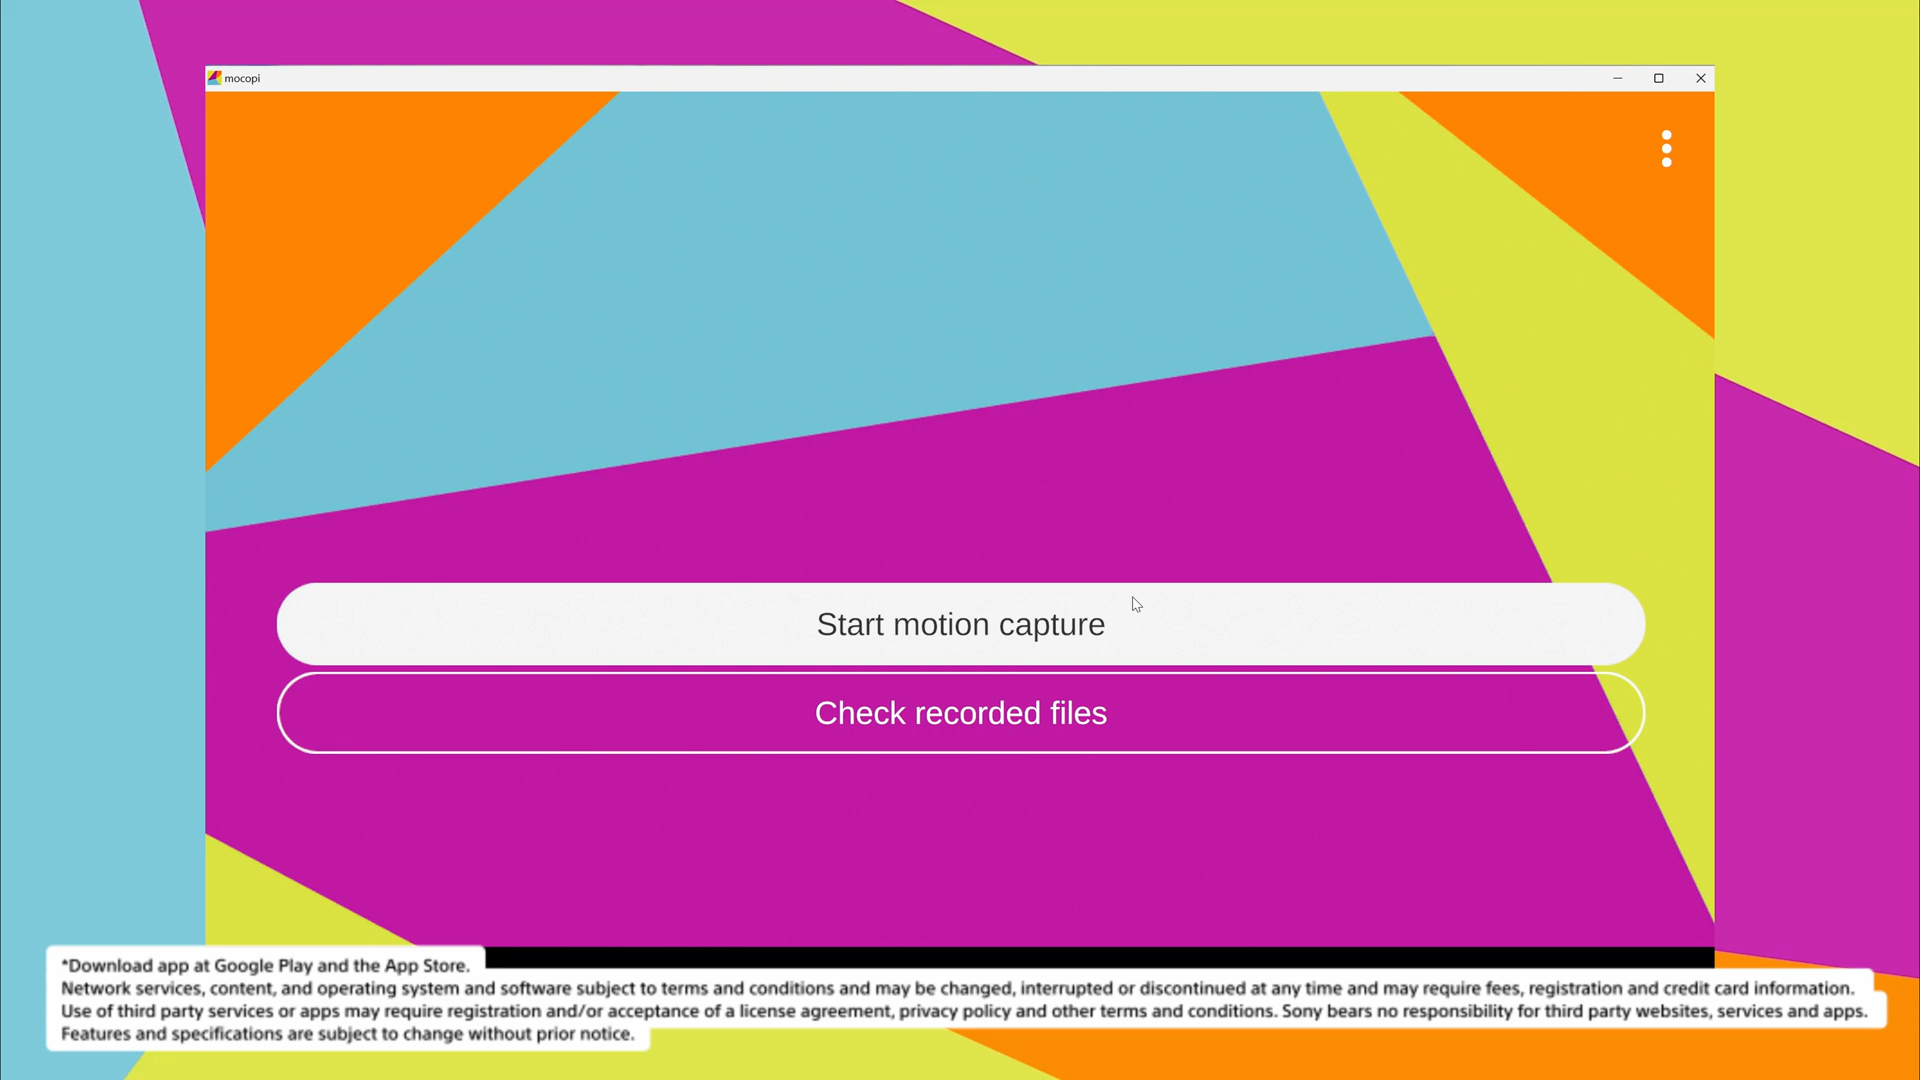 mocopi
Start motion capture
Check recorded files
*Download app at Google Play and the App Store.
Network services, content, and operating system and software subject to terms and conditions and may be changed, interrupted or discontinued at any time and may require fees, registration and credit card information.
Use of third party services or apps may require registration and/or acceptance of a license agreement, privacy policy and other terms and conditions. Sony bears no responsibility for third party websites, services and apps.
Features and specifications are subject to change without prior notice.